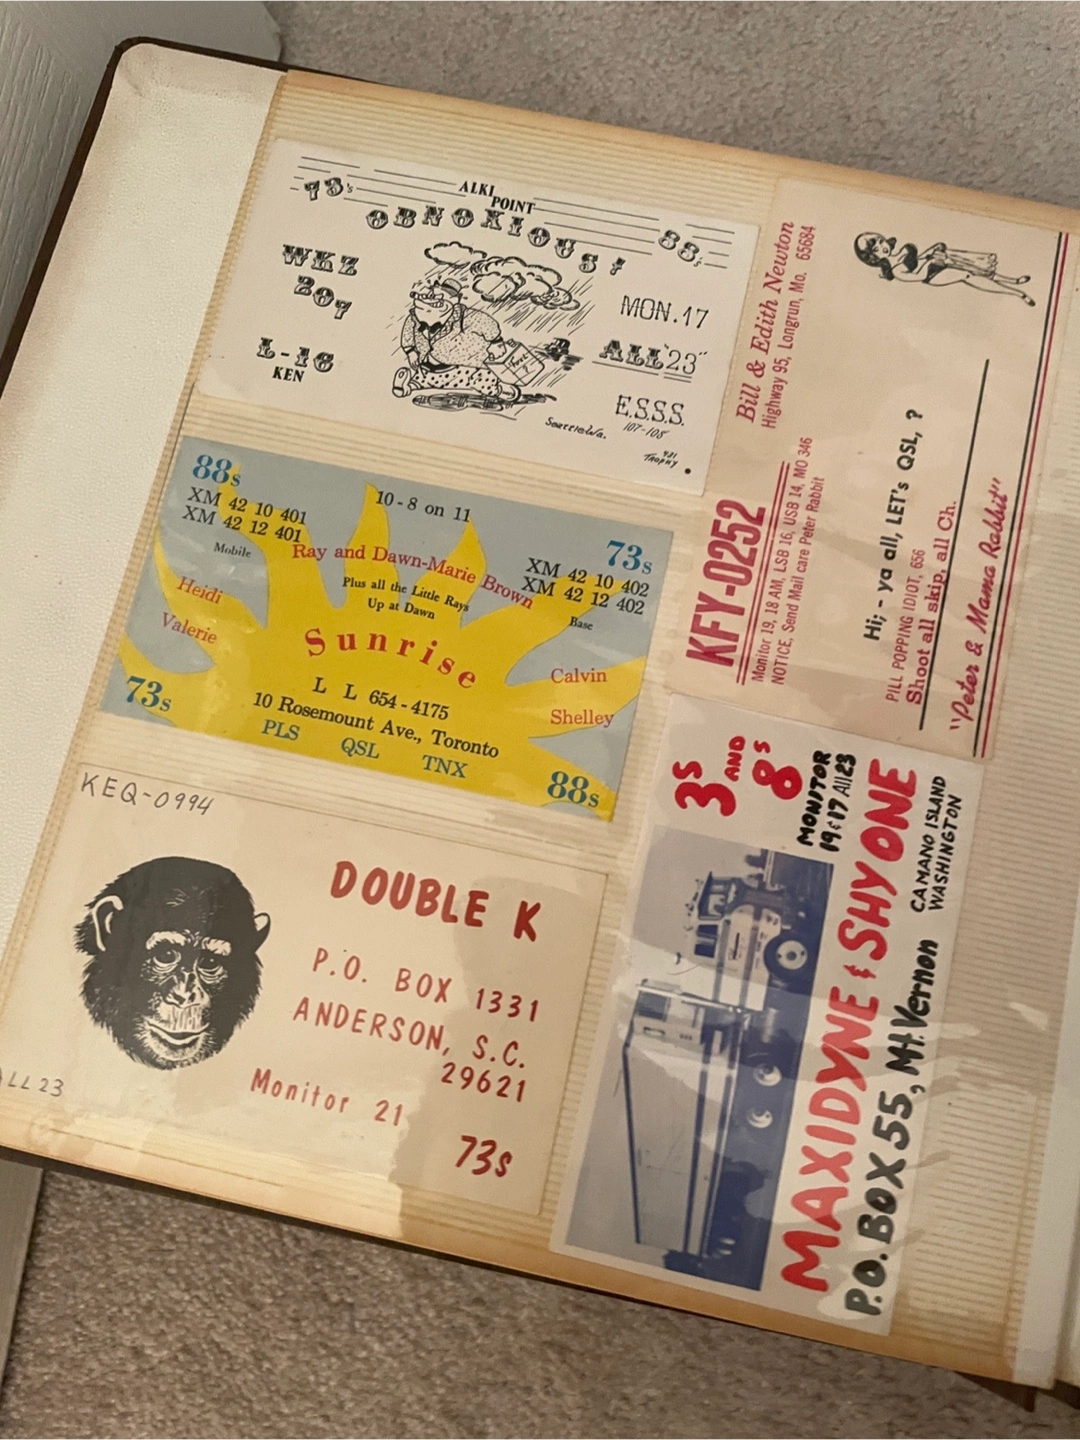 73's ALKI POINT 88s
OBNOXIOUS!
WKZ
207
L-16
KEN
MON.17
ALL "23"
E.S.S.S.
107-105
Seattle Wa.
421
TROPHY
88s
XM 42 10 401
XM 42 12 401
Mobile
10-8 on 11
73s
XM 42 10 402
XM 42 12 402
Base
Ray and Dawn-Marie Brown
Plus all the Little Rays
Up at Dawn
Heidi
Valerie
Sunrise
Calvin
Shelley
L L 654-4175
10 Rosemount Ave., Toronto
PLS QSL TNX
73s
88s
KEQ-0994
DOUBLE K
P.O. BOX 1331
ANDERSON, S.C.
29621
Monitor 21
73s
LL 23
KFY-0252
Bill & Edith Newton
Highway 95, Longrun, Mo. 65684
Monitor 19, 18 AM, LSB 16, USB 14, MO 346
NOTICE, Send Mail care Peter Rabbit
Hi; - ya all, LET's QSL, ?
PILL POPPING IDIOT, 656
Shoot all skip, all Ch.
"Peter & Mama Rabbit"
3s AND 8s
MONITOR
19 & 17 All 23
MAXIDYNE & SHY ONE
P.O. BOX 55, Mt. Vernon
CAMANO ISLAND
WASHINGTON